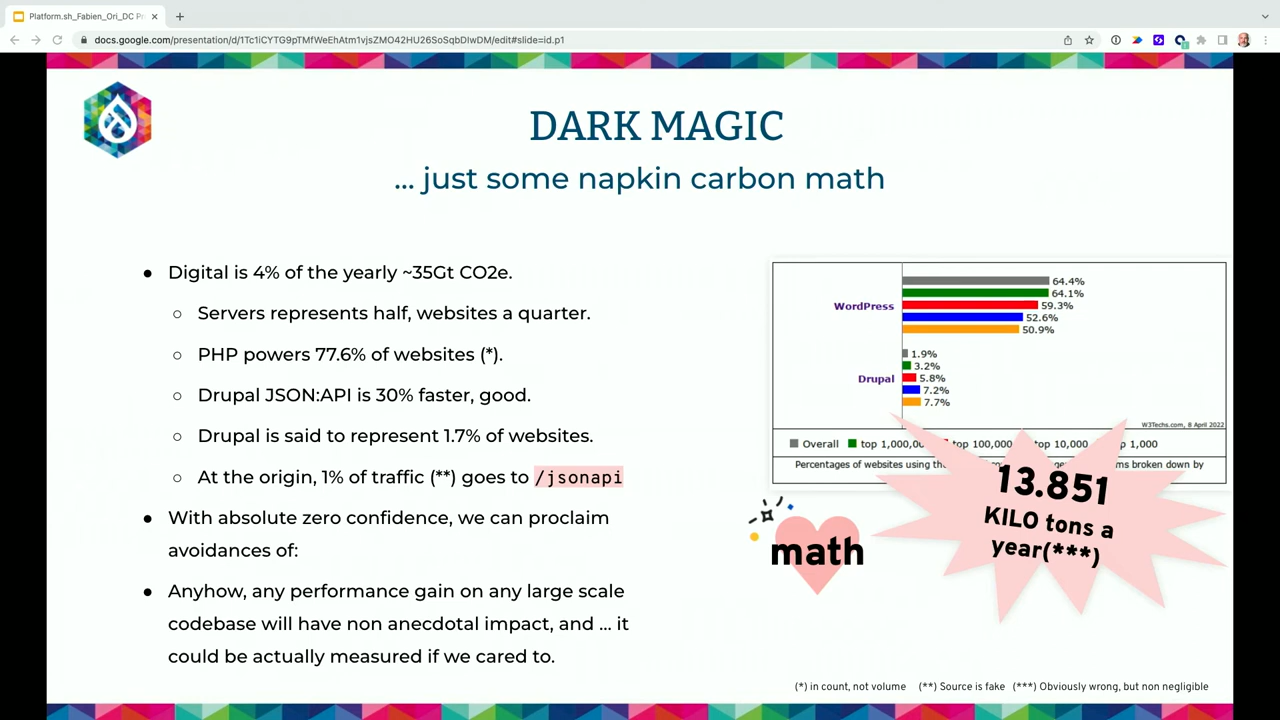 Platform.sh_Fabien_Ori_DC Pr
docs.google.com/presentation/d/1Tc1iCYTG9pTMfWeEhAtm1vjsZMO42HU26SoSqbDIwDM/edit#slide=id.p1
DARK MAGIC
... just some napkin carbon math
● Digital is 4% of the yearly ~35Gt CO2e.
○ Servers represents half, websites a quarter.
○ PHP powers 77.6% of websites (*).
○ Drupal JSON:API is 30% faster, good.
○ Drupal is said to represent 1.7% of websites.
○ At the origin, 1% of traffic (**) goes to /jsonapi
● With absolute zero confidence, we can proclaim
avoidances of:
● Anyhow, any performance gain on any large scale
codebase will have non anecdotal impact, and ... it
could be actually measured if we cared to.
WordPress
64.4%
64.1%
59.3%
52.6%
50.9%
Drupal
1.9%
3.2%
5.8%
7.2%
7.7%
W3Techs.com, 8 April 2022
Overall top 1,000,00 top 100,000 top 10,000 top 1,000
Percentages of websites using the broken down by
13.851
KILO tons a
year(***)
math
(*) in count, not volume (**) Source is fake (***) Obviously wrong, but non negligible